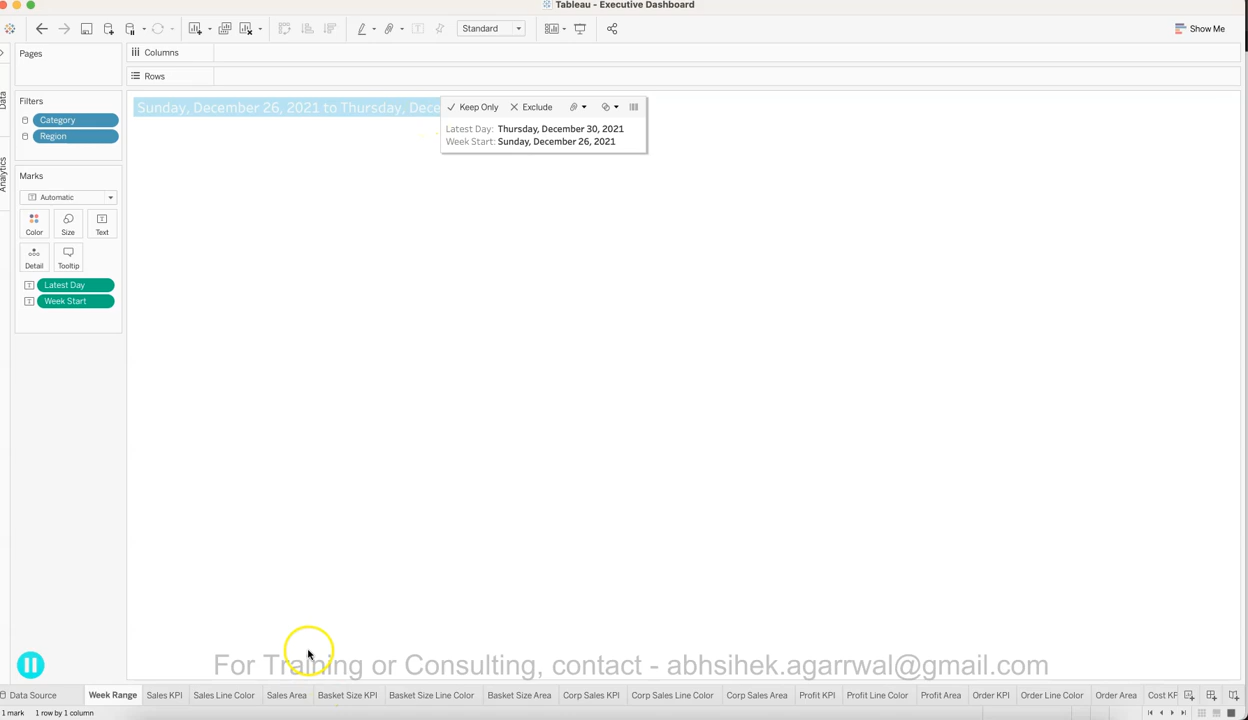 Tableau - Executive Dashboard
Standard
Show Me
Pages
Columns
Rows
Data
Analytics
Filters
Category
Region
Marks
Automatic
Color Size Text
Detail Tooltip
Latest Day
Week Start
Sunday, December 26, 2021 to Thursday, Dece
Keep Only Exclude
Latest Day: Thursday, December 30, 2021
Week Start: Sunday, December 26, 2021
For Training or Consulting, contact - abhsihek.agarrwal@gmail.com
Data Source Week Range Sales KPI Sales Line Color Sales Area Basket Size KPI Basket Size Line Color Basket Size Area Corp Sales KPI Corp Sales Line Color Corp Sales Area Profit KPI Profit Line Color Profit Area Order KPI Order Line Color Order Area Cost KP
1 mark 1 row by 1 column